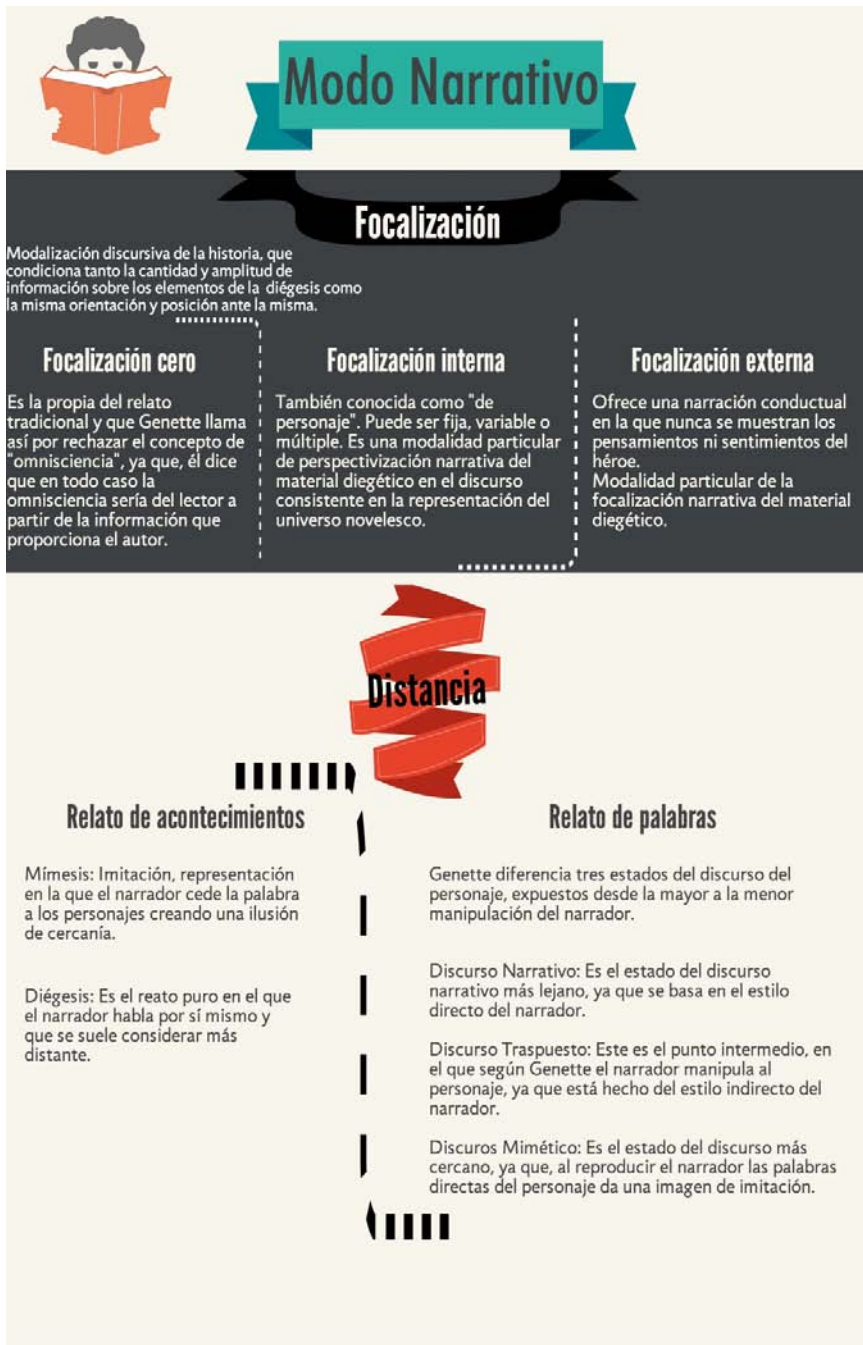 Modo Narrativo
Focalización
Modalización discursiva de la historia, que
condiciona tanto la cantidad y amplitud de
información sobre los elementos de la diégesis como
la misma orientación y posición ante la misma.
Focalización cero
Es la propia del relato
tradicional y que Genette llama
así por rechazar el concepto de
"omnisciencia", ya que, él dice
que en todo caso la
omnisciencia sería del lector a
partir de la información que
proporciona el autor.
Focalización interna
También conocida como "de
personaje". Puede ser fija, variable o
múltiple. Es una modalidad particular
de perspectivización narrativa del
material diegético en el discurso
consistente en la representación del
universo novelesco.
Focalización externa
Ofrece una narración conductual
en la que nunca se muestran los
pensamientos ni sentimientos del
héroe.
Modalidad particular de la
focalización narrativa del material
diegético.
Distancia
Relato de acontecimientos
Mímesis: Imitación, representación
en la que el narrador cede la palabra
a los personajes creando una ilusión
de cercanía.
Diégesis: Es el reato puro en el que
el narrador habla por sí mismo y
que se suele considerar más
distante.
Relato de palabras
Genette diferencia tres estados del discurso del
personaje, expuestos desde la mayor a la menor
manipulación del narrador.
Discurso Narrativo: Es el estado del discurso
narrativo más lejano, ya que se basa en el estilo
directo del narrador.
Discurso Traspuesto: Este es el punto intermedio, en
el que según Genette el narrador manipula al
personaje, ya que está hecho del estilo indirecto del
narrador.
Discuros Mimético: Es el estado del discurso más
cercano, ya que, al reproducir el narrador las palabras
directas del personaje da una imagen de imitación.